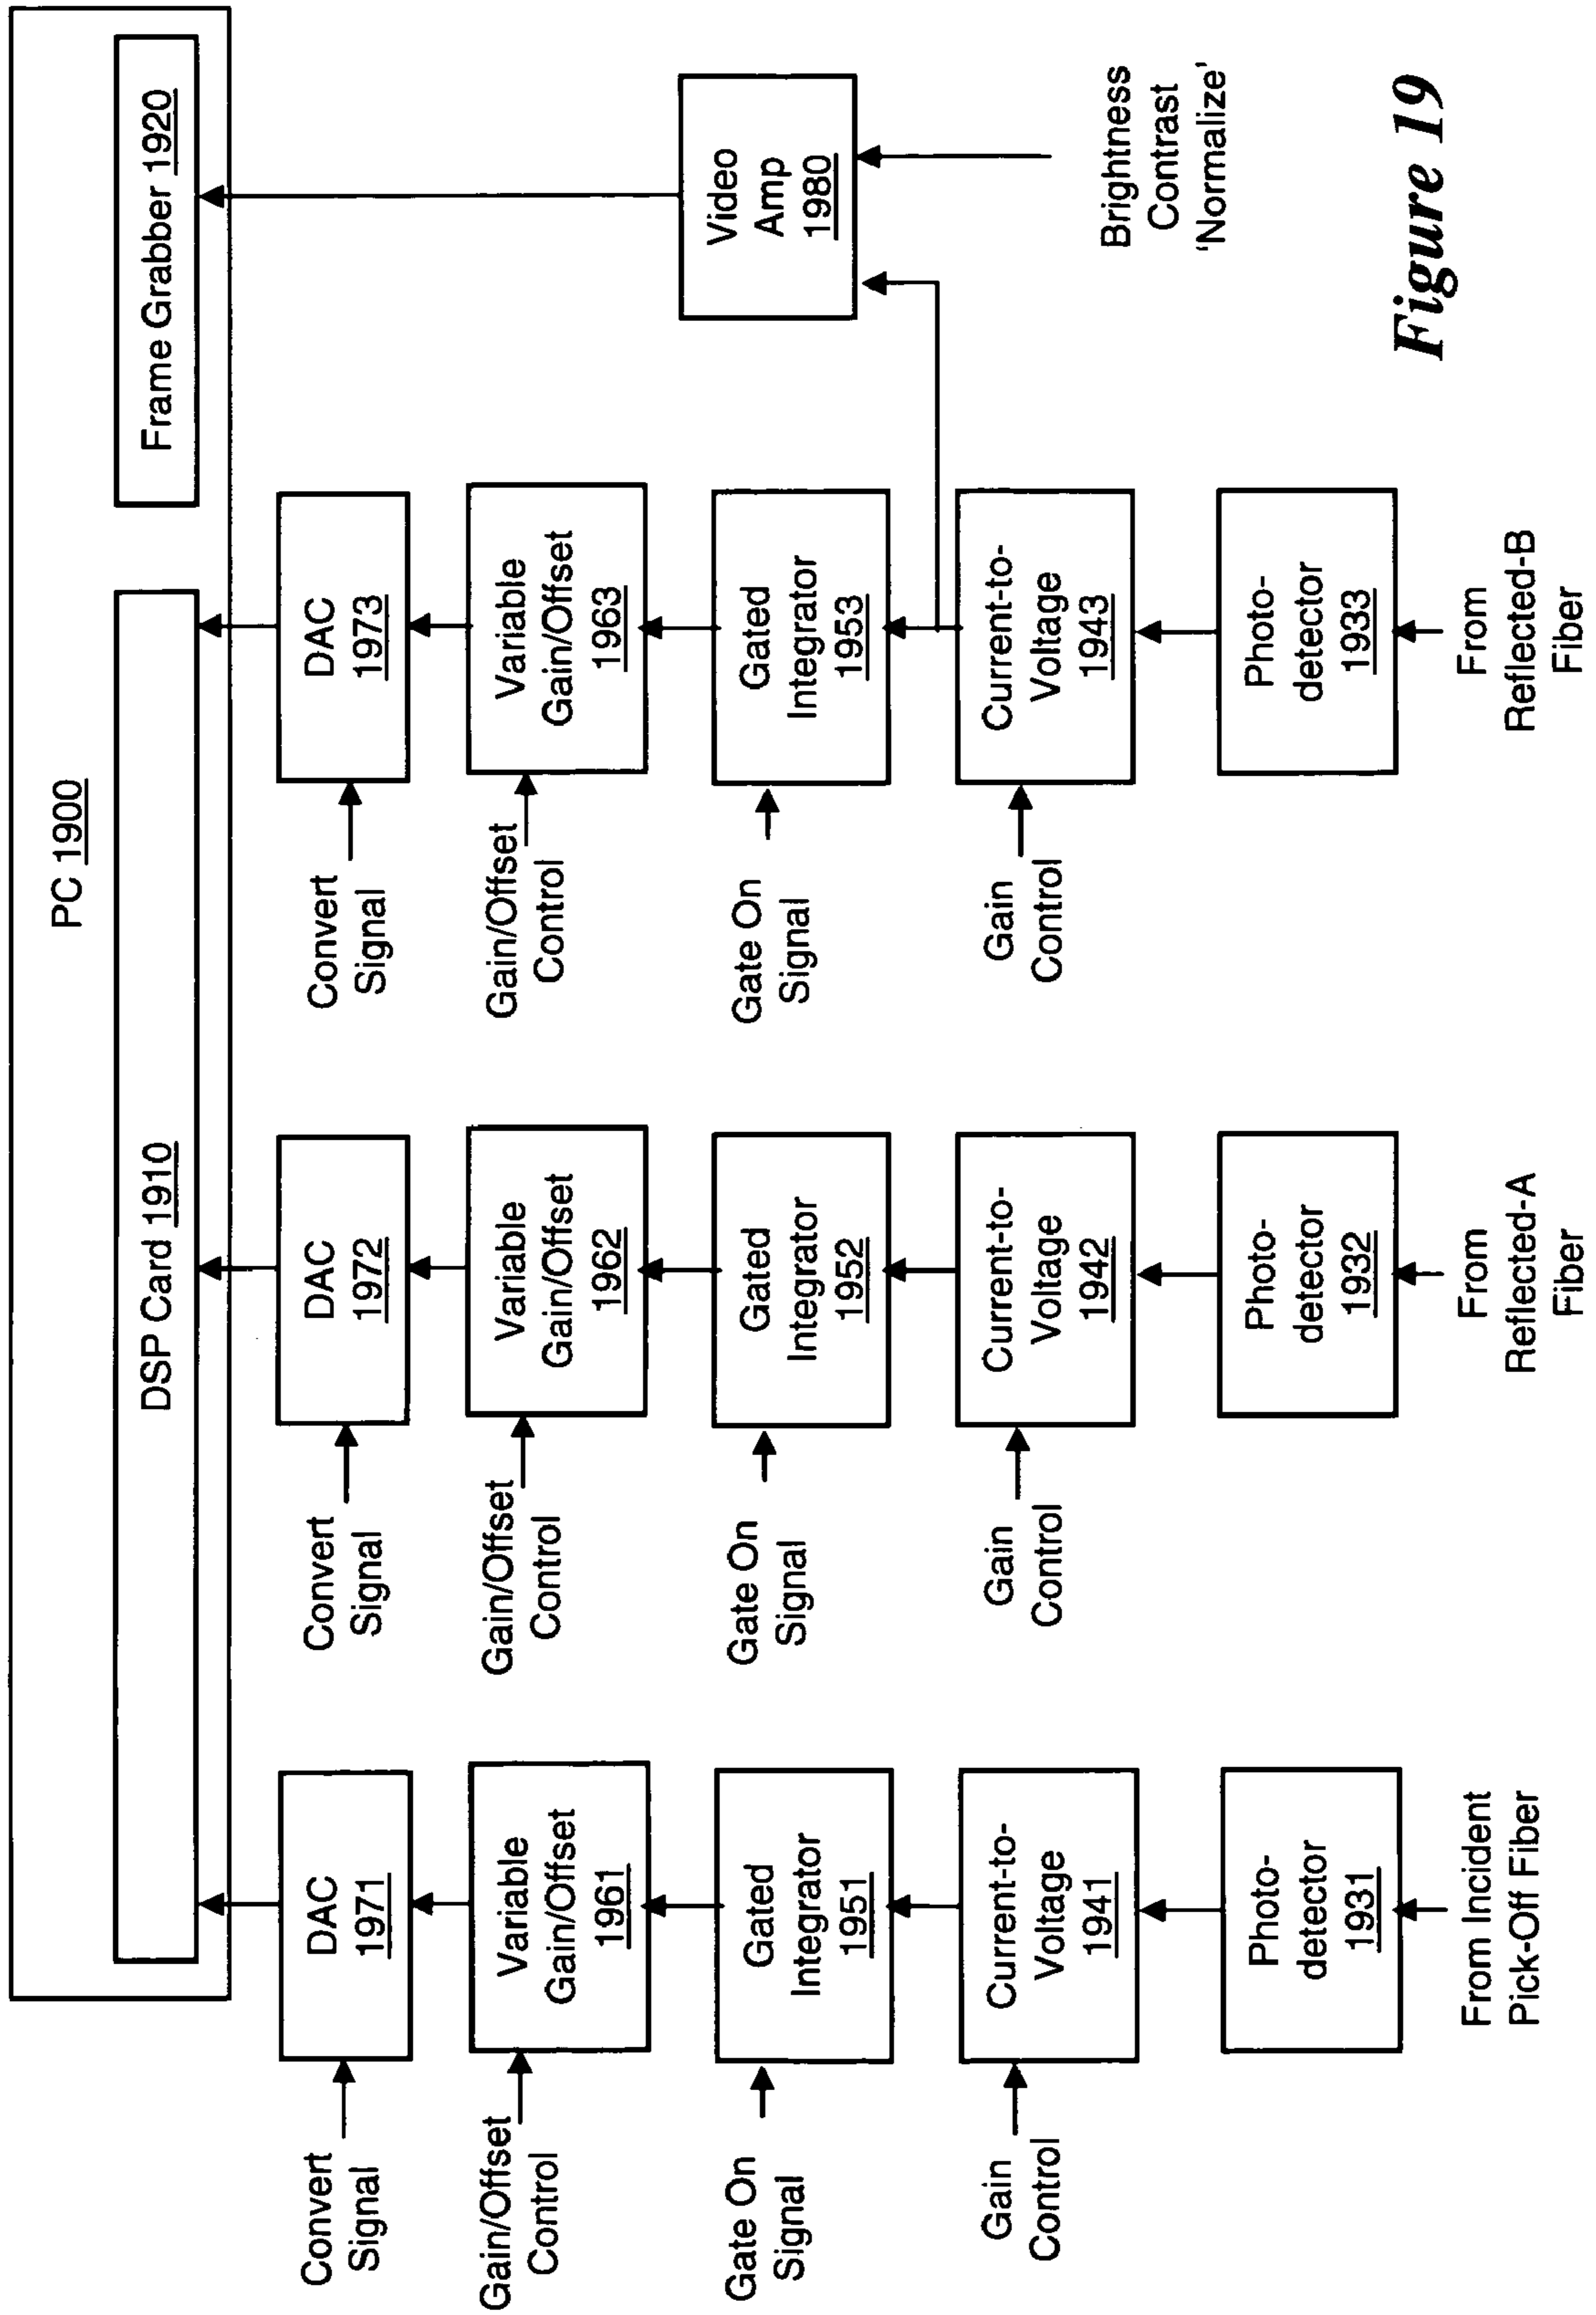 PC 1900
DSP Card 1910
Frame Grabber 1920
Convert
Signal
DAC
1971
Convert
Signal
DAC
1972
Convert
Signal
DAC
1973
Gain/Offset
Control
Variable
Gain/Offset
1961
Gain/Offset
Control
Variable
Gain/Offset
1962
Gain/Offset
Control
Variable
Gain/Offset
1963
Gate On
Signal
Gated
Integrator
1951
Gate On
Signal
Gated
Integrator
1952
Gate On
Signal
Gated
Integrator
1953
Video
Amp
1980
Gain
Control
Current-to-
Voltage
1941
Gain
Control
Current-to-
Voltage
1942
Gain
Control
Current-to-
Voltage
1943
Brightness
Contrast
'Normalize'
Photo-
detector
1931
Photo-
detector
1932
Photo-
detector
1933
From Incident
Pick-Off Fiber
From
Reflected-A
Fiber
From
Reflected-B
Fiber
Figure 19